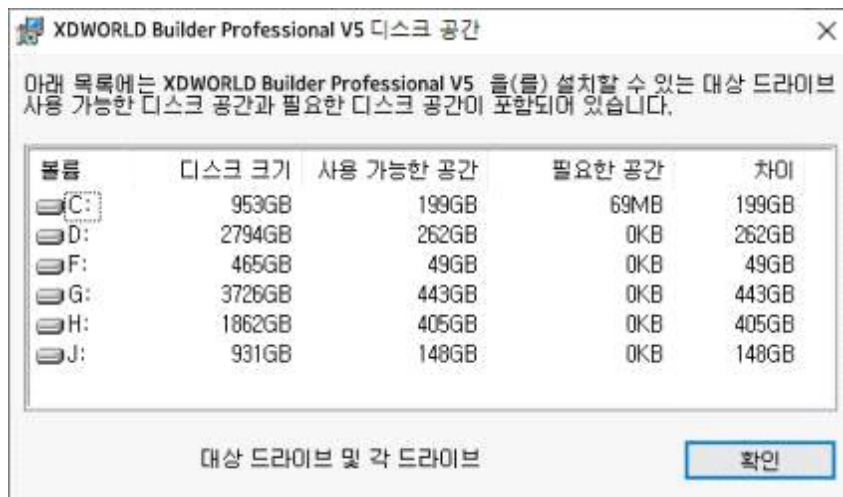 XDWORLD Builder Professional V5 디스크 공간
아래 목록에는 XDWORLD Builder Professional V5 을(를) 설치할 수 있는 대상 드라이브
사용 가능한 디스크 공간과 필요한 디스크 공간이 포함되어 있습니다.
볼륨 디스크 크기 사용 가능한 공간 필요한 공간 차이
C: 953GB 199GB 69MB 199GB
D: 2794GB 262GB 0KB 262GB
F: 465GB 49GB 0KB 49GB
G: 3726GB 443GB 0KB 443GB
H: 1862GB 405GB 0KB 405GB
J: 931GB 148GB 0KB 148GB
대상 드라이브 및 각 드라이브 확인